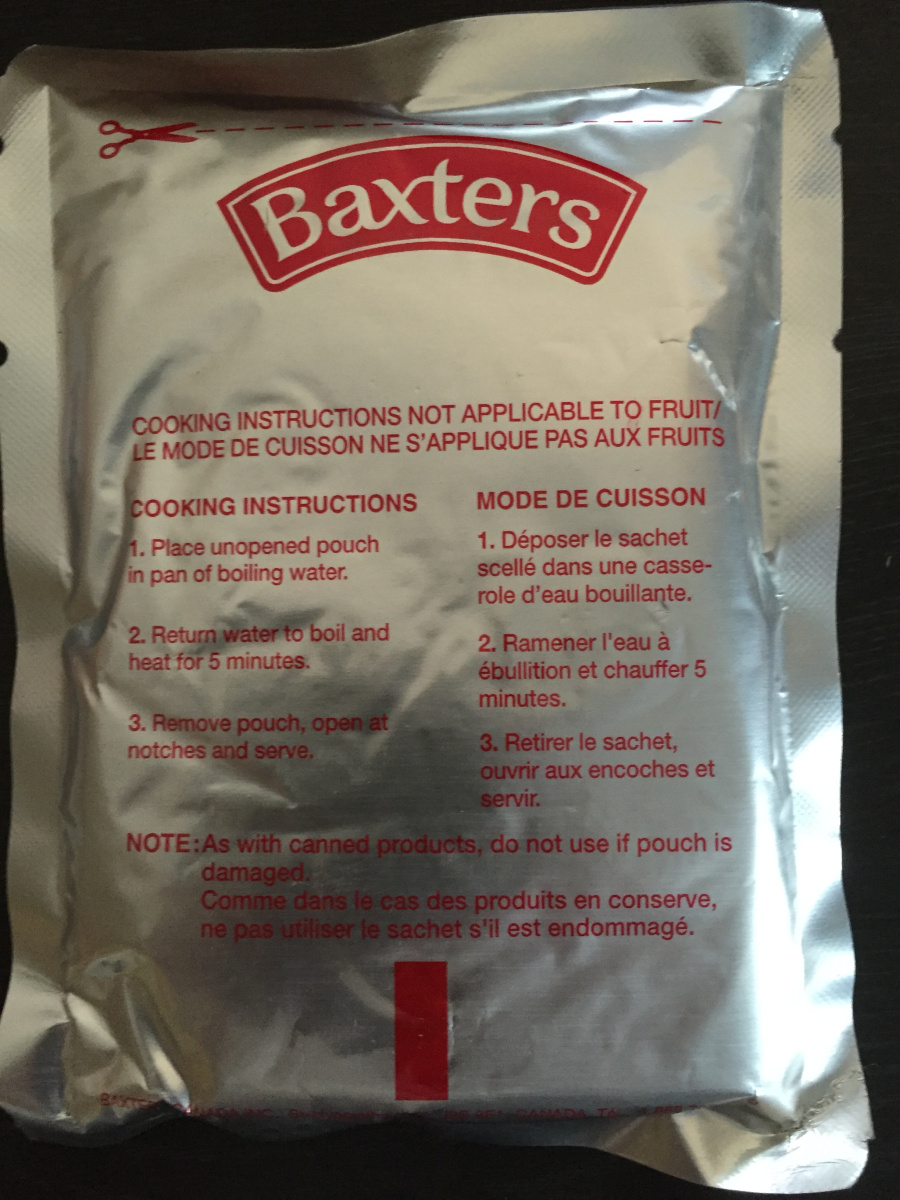 Baxters
COOKING INSTRUCTIONS NOT APPLICABLE TO FRUIT/
LE MODE DE CUISSON NE S'APPLIQUE PAS AUX FRUITS
COOKING INSTRUCTIONS
1. Place unopened pouch
in pan of boiling water.
2. Return water to boil and
heat for 5 minutes.
3. Remove pouch, open at
notches and serve.
MODE DE CUISSON
1. Déposer le sachet
scellé dans une casse-
role d'eau bouillante.
2. Ramener l'eau à
ébullition et chauffer 5
minutes.
3. Retirer le sachet,
ouvrir aux encoches et
servir.
NOTE: As with canned products, do not use if pouch is
damaged.
Comme dans le cas des produits en conserve,
ne pas utiliser le sachet s'il est endommagé.
CANADA